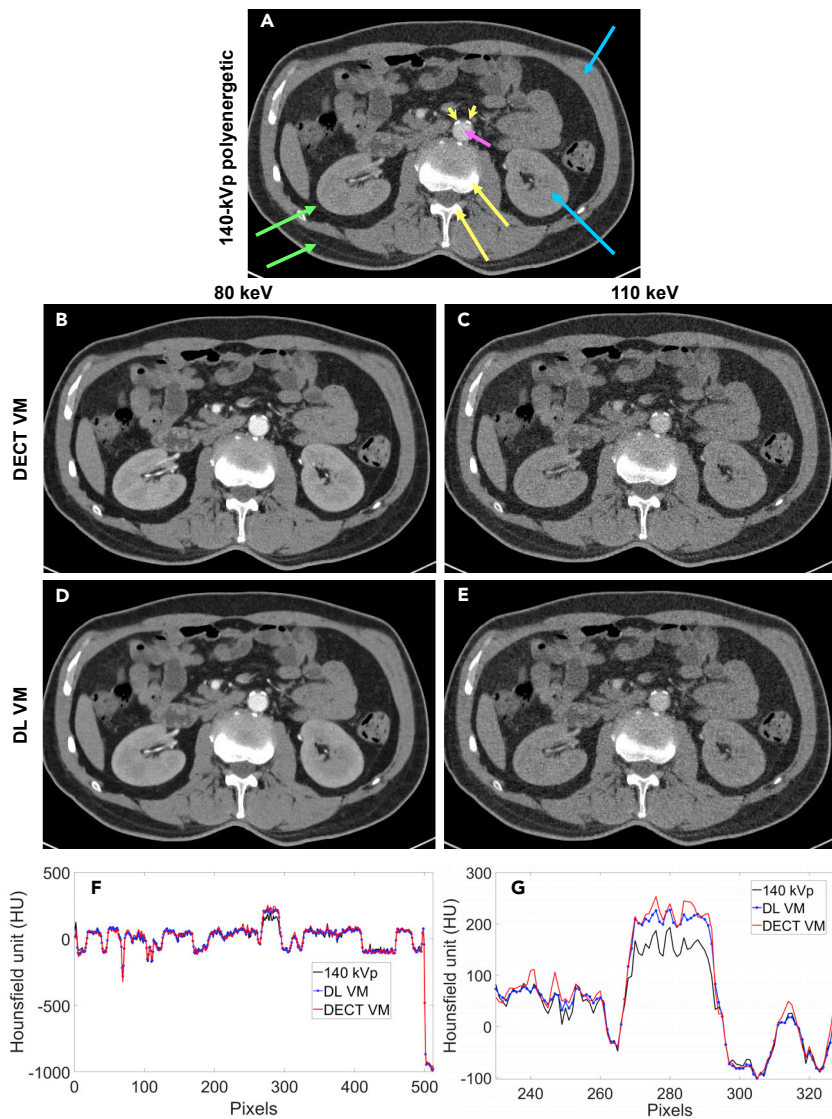 A
140-kVp polyenergetic
80 keV
110 keV
B
C
DECT VM
D
E
DL VM
F
500
0
-500
-1000
Hounsfield unit (HU)
140 kVp
DL VM
DECT VM
0
100
200
300
400
500
Pixels
G
300
200
100
0
-100
Hounsfield unit (HU)
140 kVp
DL VM
DECT VM
240
260
280
300
320
Pixels